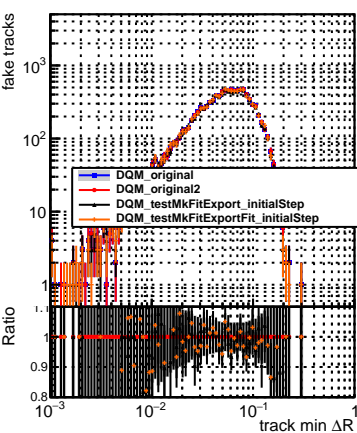 fake tracks
10³
10²
10
1
DQM_original
DQM_original2
DQM_testMkFitExport_initialStep
DQM_testMkFitExportFit_initialStep
Ratio
1.1
1
0.9
0.8
10⁻³
10⁻²
10⁻¹
1
track min ΔR